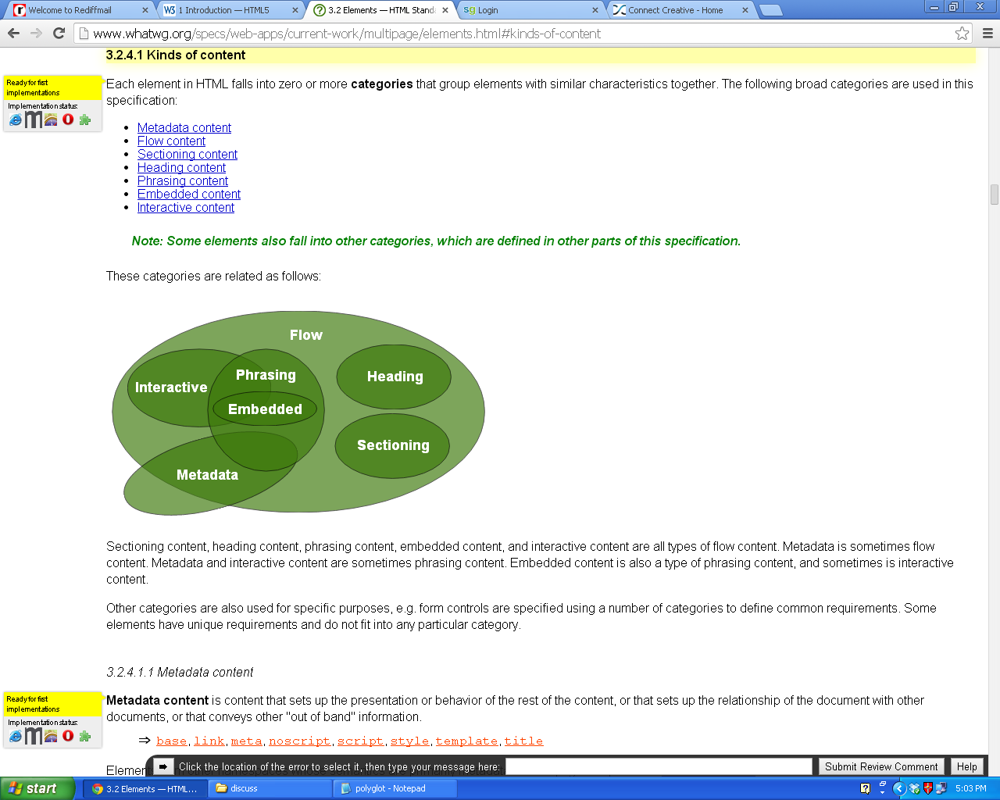 Welcome to Rediffmail
1 Introduction — HTML5
3.2 Elements — HTML Stand
Login
Connect Creative - Home
www.whatwg.org/specs/web-apps/current-work/multipage/elements.html#kinds-of-content
3.2.4.1 Kinds of content
Ready for first
implementations
Implementation status:
Each element in HTML falls into zero or more categories that group elements with similar characteristics together. The following broad categories are used in this
specification:
Metadata content
Flow content
Sectioning content
Heading content
Phrasing content
Embedded content
Interactive content
Note: Some elements also fall into other categories, which are defined in other parts of this specification.
These categories are related as follows:
Flow
Phrasing
Heading
Interactive
Embedded
Sectioning
Metadata
Sectioning content, heading content, phrasing content, embedded content, and interactive content are all types of flow content. Metadata is sometimes flow
content. Metadata and interactive content are sometimes phrasing content. Embedded content is also a type of phrasing content, and sometimes is interactive
content.
Other categories are also used for specific purposes, e.g. form controls are specified using a number of categories to define common requirements. Some
elements have unique requirements and do not fit into any particular category.
3.2.4.1.1 Metadata content
Ready for first
implementations
Implementation status:
Metadata content is content that sets up the presentation or behavior of the rest of the content, or that sets up the relationship of the document with other
documents, or that conveys other "out of band" information.
⇒ base, link, meta, noscript, script, style, template, title
Click the location of the error to select it, then type your message here:
Submit Review Comment
Help
start
3.2 Elements — HTML...
discuss
polyglot - Notepad
5:03 PM